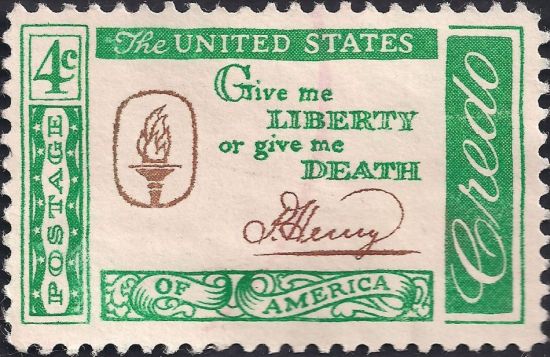 4c
POSTAGE
The UNITED STATES
Give me
LIBERTY
or give me
DEATH
P. Henry
OF AMERICA
Credo